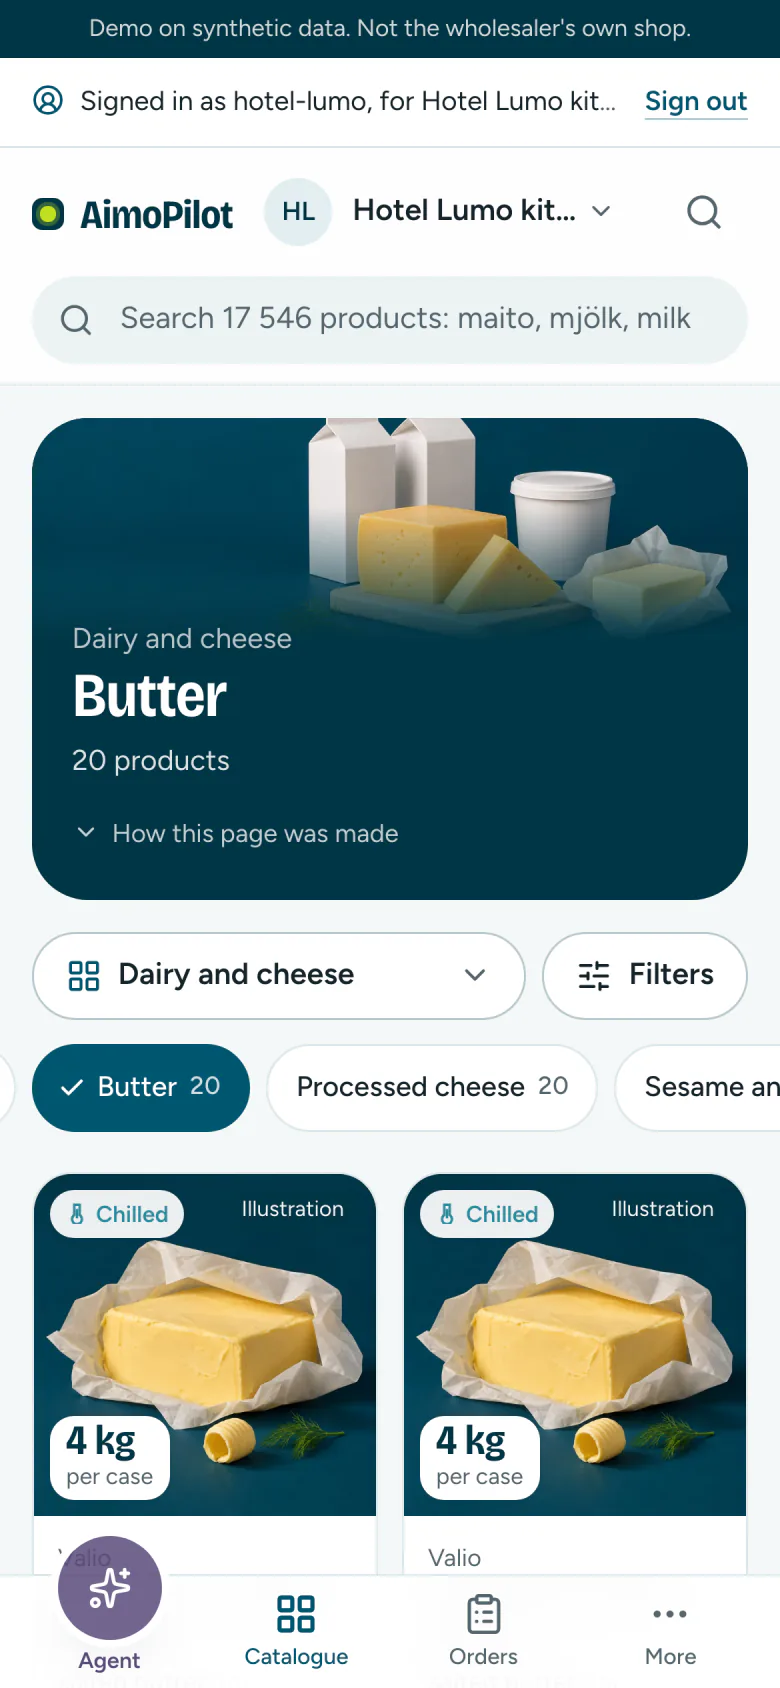 Demo on synthetic data. Not the wholesaler's own shop.
Signed in as hotel-lumo, for Hotel Lumo kit... Sign out
AimoPilot HL Hotel Lumo kit...
Search 17 546 products: maito, mjölk, milk
Dairy and cheese
Butter
20 products
How this page was made
Dairy and cheese Filters
Butter 20 Processed cheese 20 Sesame an
Chilled Illustration Chilled Illustration
4 kg 4 kg
per case per case
Valio Valio
Agent Catalogue Orders More